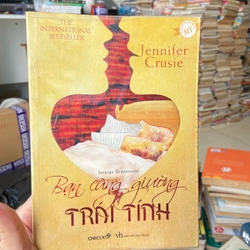 THE
INTERNATIONAL
BESTSELLER
Jennifer
Crusie
Bạn cùng giường
TRÁI TÍNH